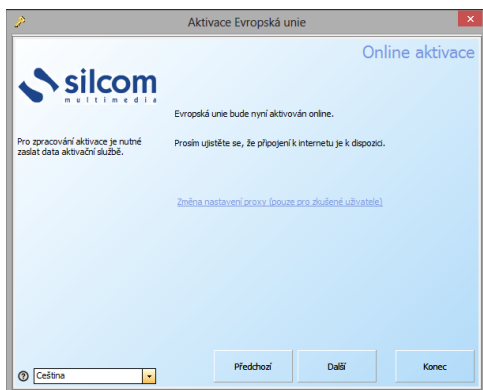 Aktivace Evropská unie
Online aktivace
silcom
multimedia
Evropská unie bude nyní aktivován online.
Pro zpracování aktivace je nutné
zaslat data aktivační službě.
Prosím ujistěte se, že připojení k internetu je k dispozici.
Změna nastavení proxy (pouze pro zkušené uživatele)
Předchozí
Další
Konec
Čeština